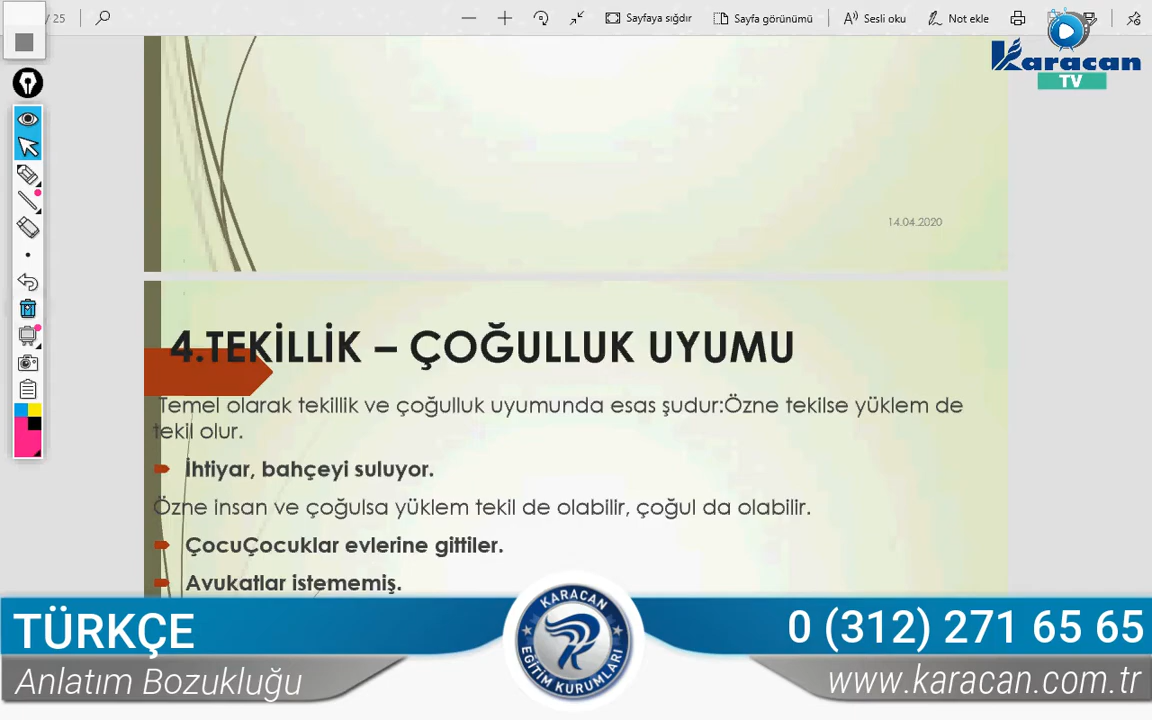 / 25
Sayfaya sığdır
Sayfa görünümü
Sesli oku
Not ekle
Karacan
TV
14.04.2020
4.TEKİLLİK – ÇOĞULLUK UYUMU
Temel olarak tekillik ve çoğulluk uyumunda esas şudur:Özne tekilse yüklem de
tekil olur.
İhtiyar, bahçeyi suluyor.
Özne insan ve çoğulsa yüklem tekil de olabilir, çoğul da olabilir.
ÇocuÇocuklar evlerine gittiler.
Avukatlar istememiş.
TÜRKÇE
Anlatım Bozukluğu
KARACAN
EĞİTİM KURUMLARI
0 (312) 271 65 65
www.karacan.com.tr